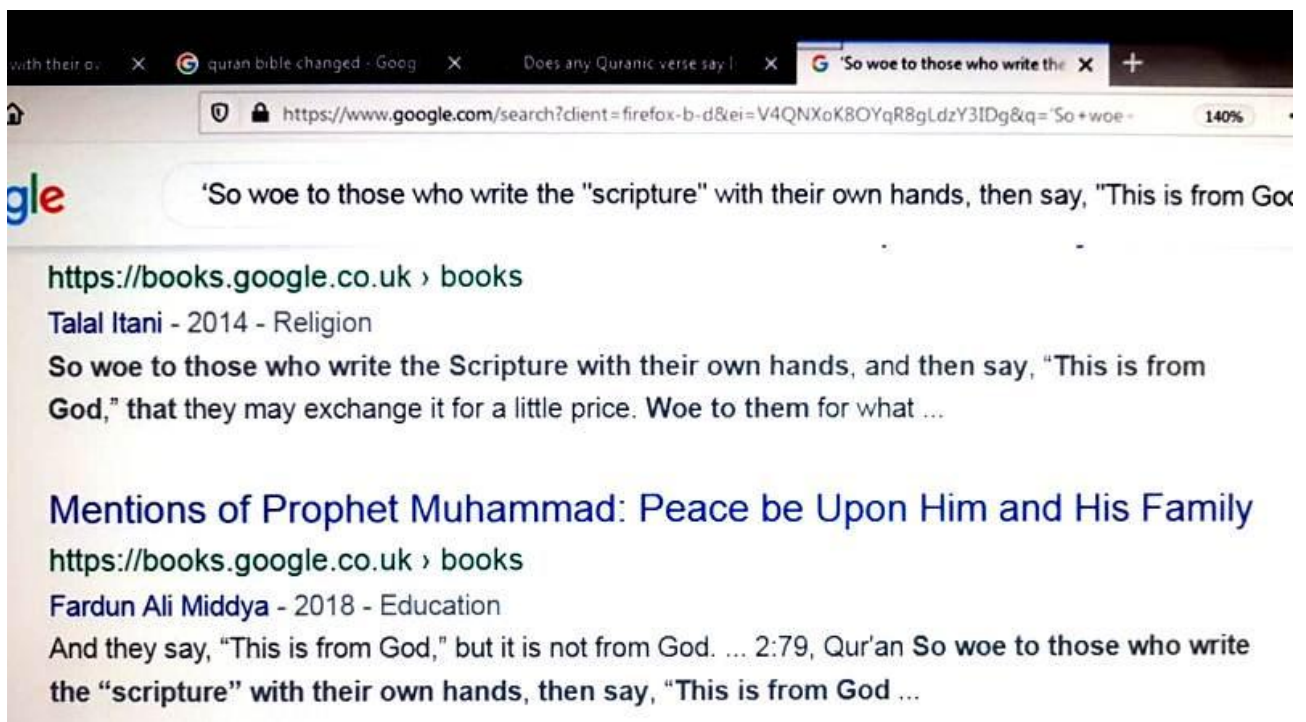 with their o
quran bible changed - Goog
Does any Quranic verse say
'So woe to those who write the
https://www.google.com/search?client=firefox-b-d&ei=V4QNXoK8OYqR8gLdzY3IDg&q='So+woe
140%
gle
'So woe to those who write the "scripture" with their own hands, then say, "This is from God
https://books.google.co.uk › books
Talal Itani - 2014 - Religion
So woe to those who write the Scripture with their own hands, and then say, “This is from
God,” that they may exchange it for a little price. Woe to them for what ...
Mentions of Prophet Muhammad: Peace be Upon Him and His Family
https://books.google.co.uk › books
Fardun Ali Middya - 2018 - Education
And they say, “This is from God,” but it is not from God. ... 2:79, Qur'an So woe to those who write
the “scripture” with their own hands, then say, “This is from God ...